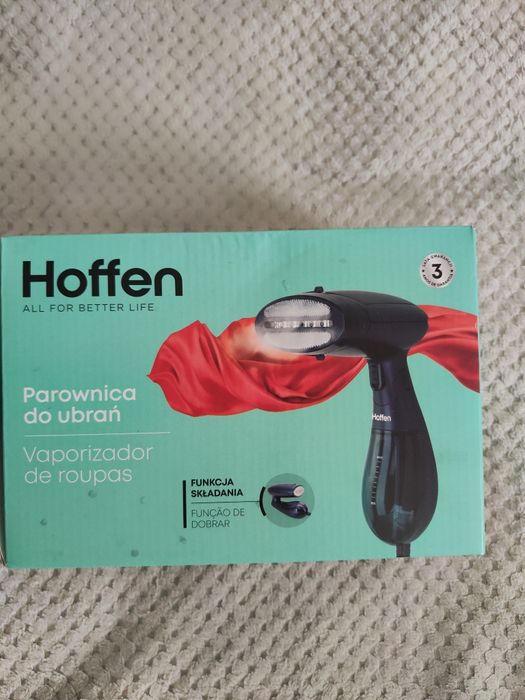 Hoffen
ALL FOR BETTER LIFE
3
Parownica
do ubrań
Vaporizador
de roupas
Hoffen
FUNKCJA
SKŁADANIA
FUNÇÃO DE
DOBRAR